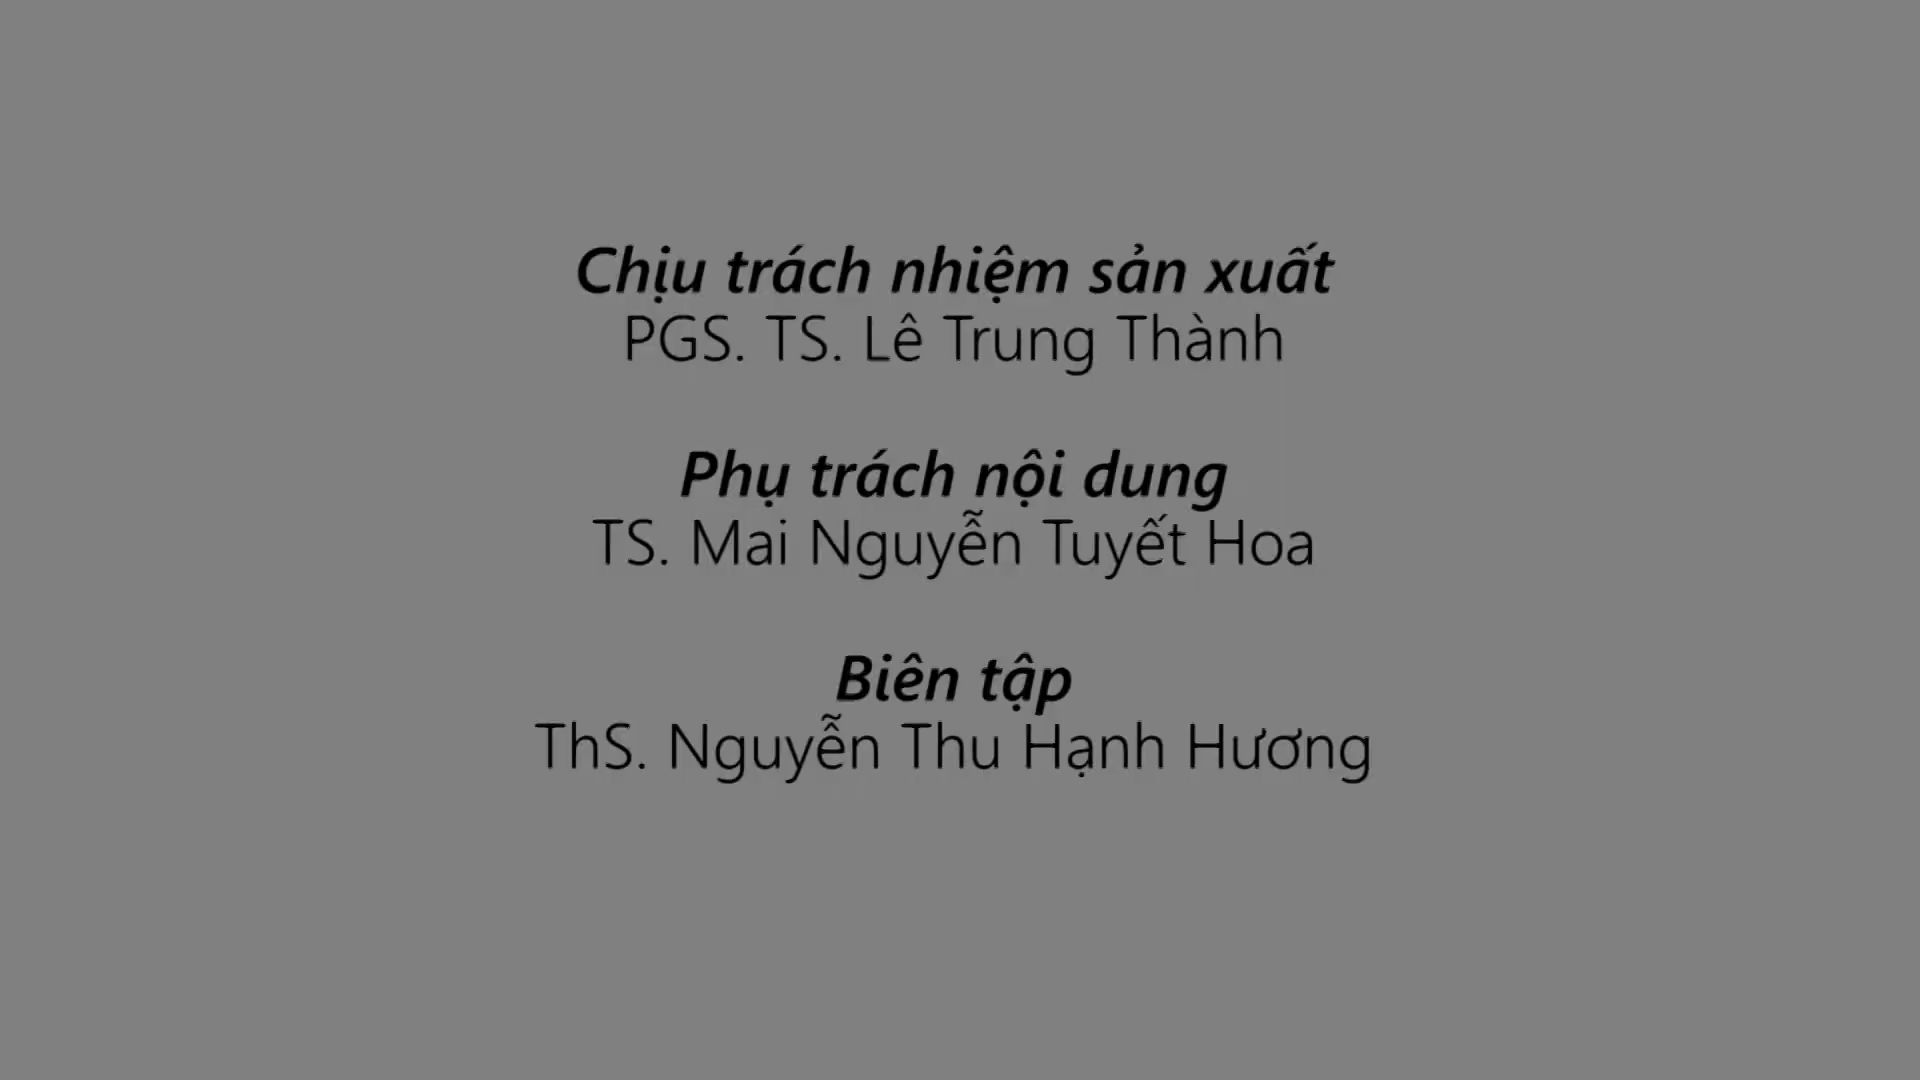 Chịu trách nhiệm sản xuất
PGS. TS. Lê Trung Thành
Phụ trách nội dung
TS. Mai Nguyễn Tuyết Hoa
Biên tập
ThS. Nguyễn Thu Hạnh Hương